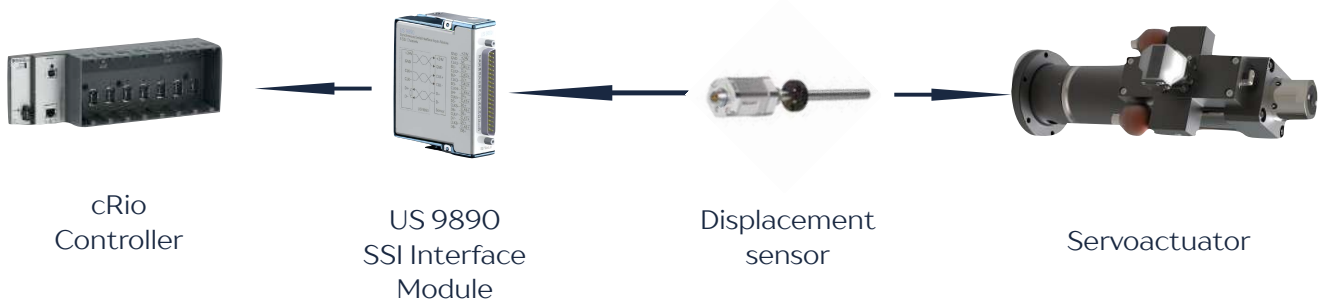 cRio
Controller
US 9890
SSI Interface
Module
Displacement
sensor
Servoactuator